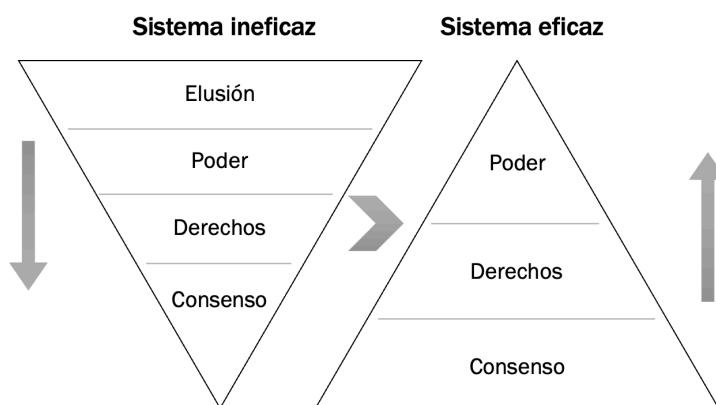 Sistema ineficaz
Sistema eficaz
Elusión
Poder
Derechos
Consenso
Poder
Derechos
Consenso